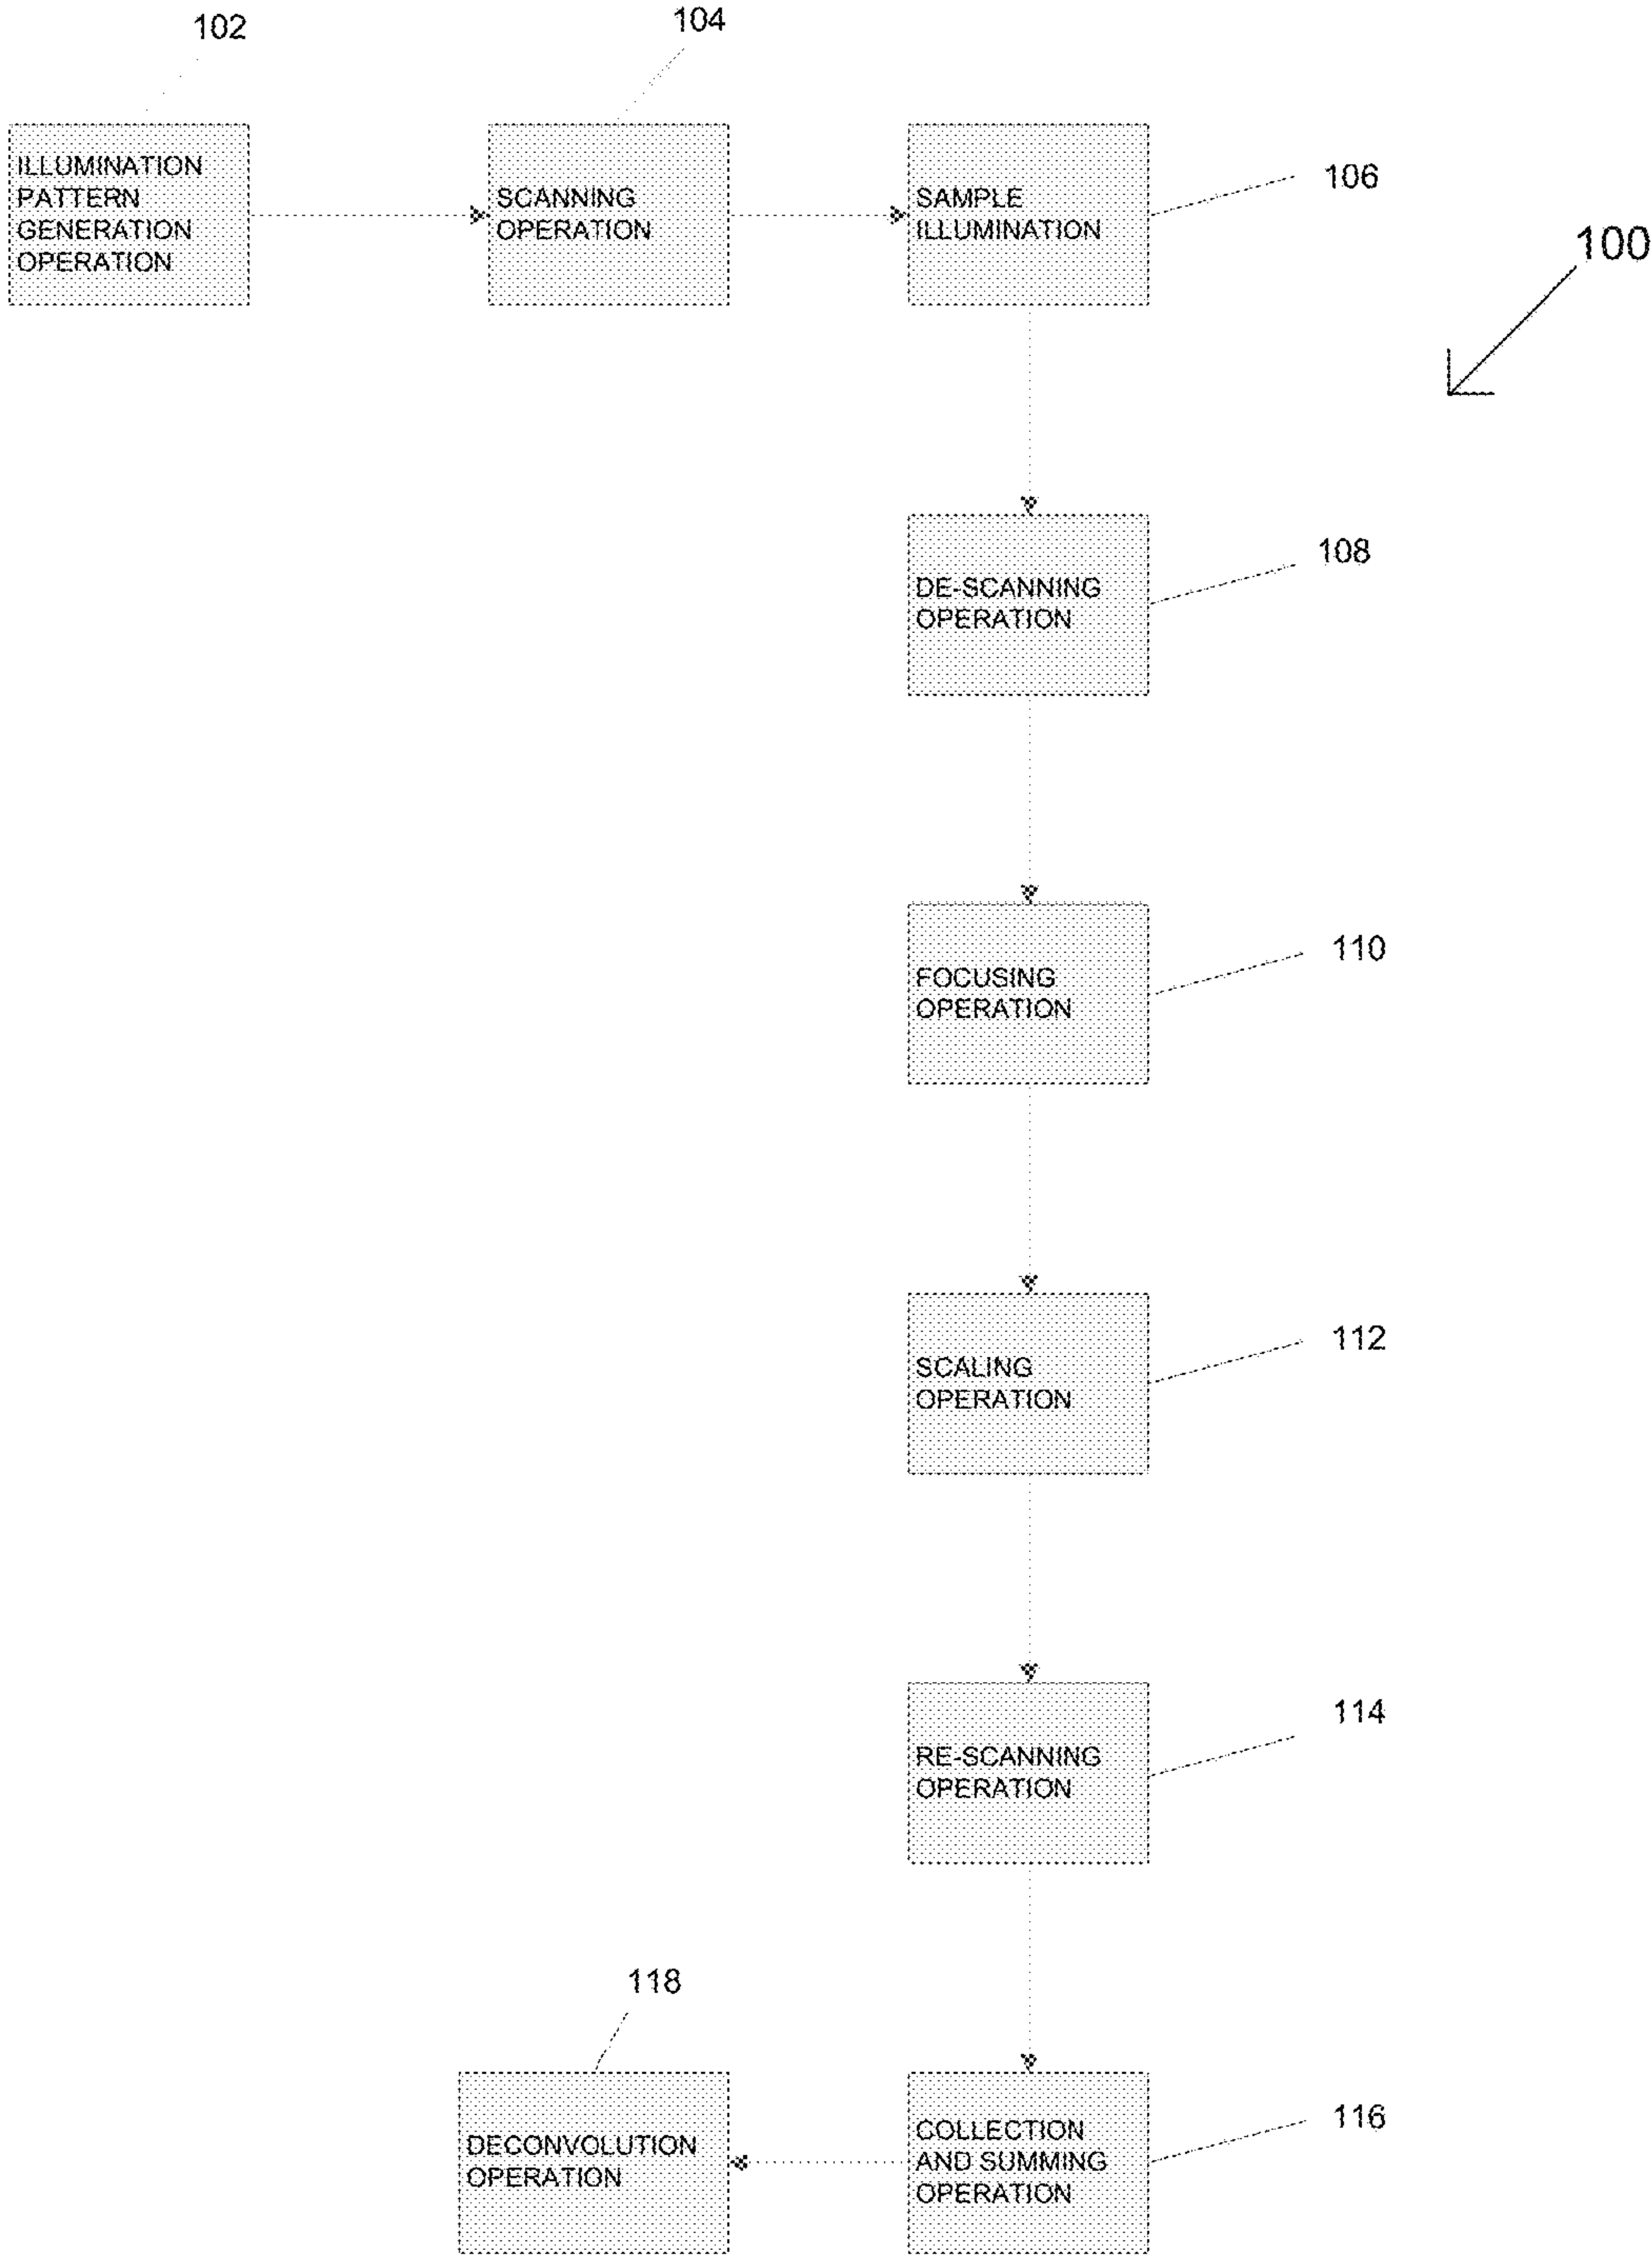 102
104
ILLUMINATION
PATTERN
GENERATION
OPERATION
SCANNING
OPERATION
SAMPLE
ILLUMINATION
106
100
DE-SCANNING
OPERATION
108
FOCUSING
OPERATION
110
SCALING
OPERATION
112
RE-SCANNING
OPERATION
114
118
DECONVOLUTION
OPERATION
COLLECTION
AND SUMMING
OPERATION
116